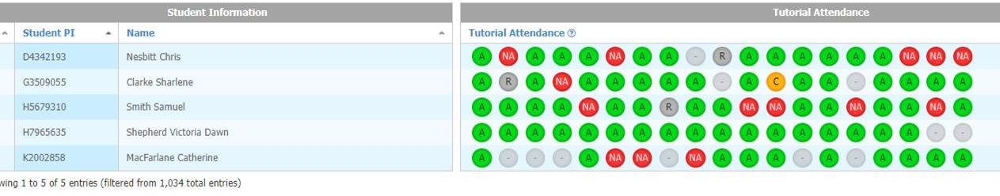 Student Information Tutorial Attendance
Student PI Name Tutorial Attendance ?
D4342193 Nesbitt Chris A NA A A A NA A A - R A A A A A A NA NA NA
G3509055 Clarke Sharlene A R A NA A A A A A - A C A A - A A A A
H5679310 Smith Samuel A A A A NA A A R A A NA NA A A NA A A NA A
H7965635 Shepherd Victoria Dawn A A A A A A A A A A A A A A A A A - -
K2002858 MacFarlane Catherine A - - - A NA NA - NA A A A - A - A A A A
wing 1 to 5 of 5 entries (filtered from 1,034 total entries)